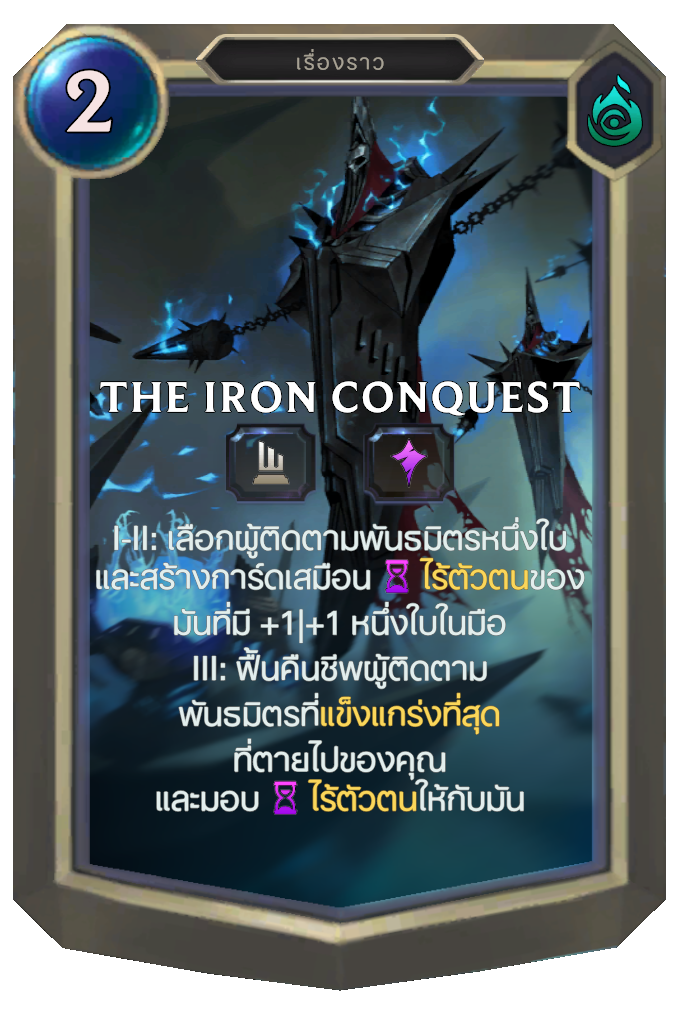 เรื่องราว
2
THE IRON CONQUEST
I-II: เลือกผู้ติดตามพันธมิตรหนึ่งใบ
และสร้างการ์ดเสมือน ไร้ตัวตนของ
มันที่มี +1|+1 หนึ่งใบในมือ
III: ฟื้นคืนชีพผู้ติดตาม
พันธมิตรที่แข็งแกร่งที่สุด
ที่ตายไปของคุณ
และมอบ ไร้ตัวตนให้กับมัน